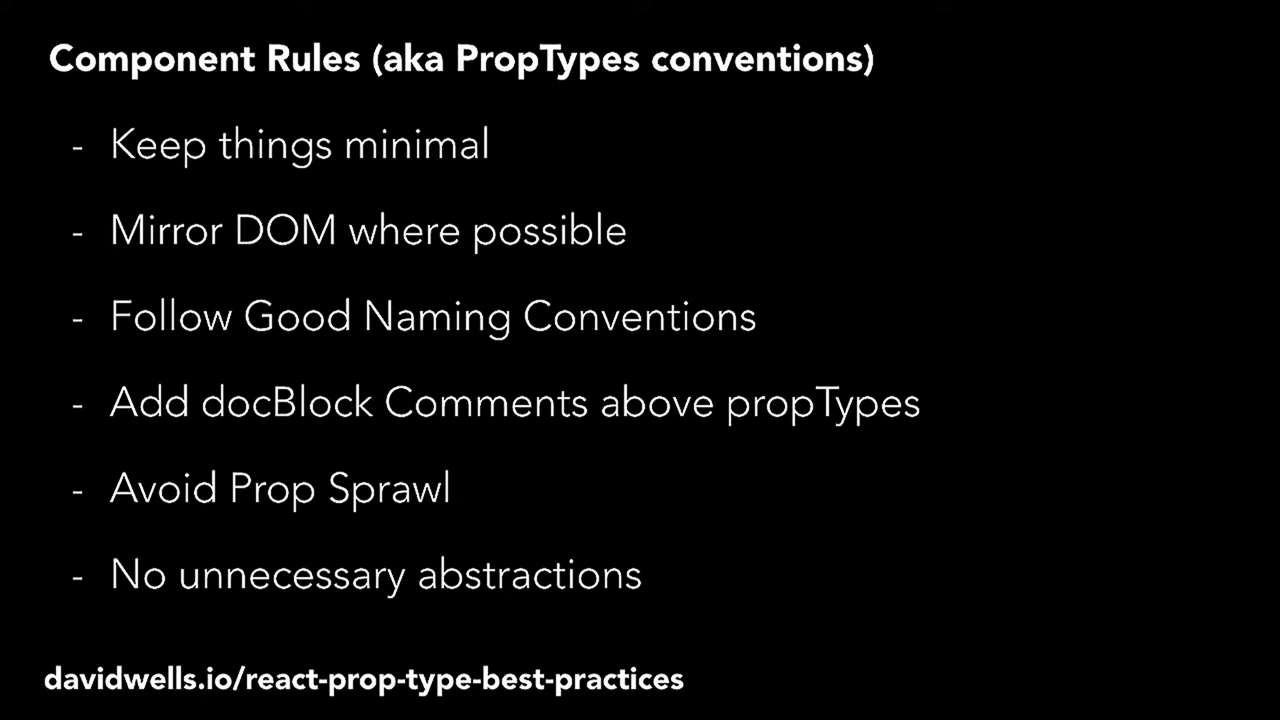 Component Rules (aka PropTypes conventions)
- Keep things minimal
- Mirror DOM where possible
- Follow Good Naming Conventions
- Add docBlock Comments above propTypes
- Avoid Prop Sprawl
- No unnecessary abstractions
davidwells.io/react-prop-type-best-practices